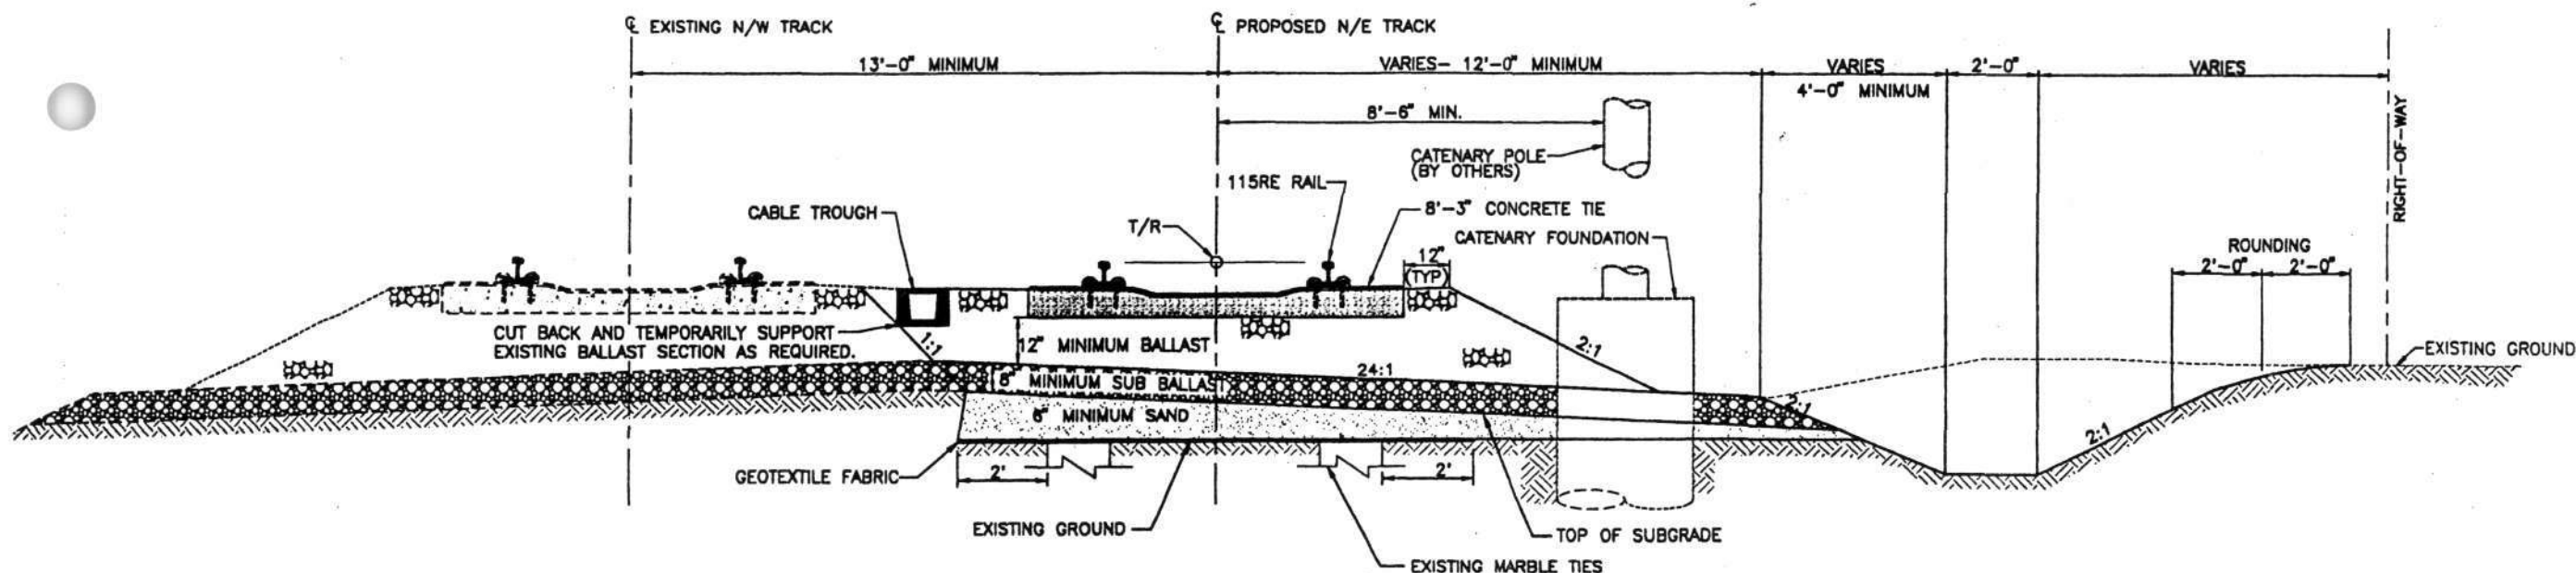 ℄ EXISTING N/W TRACK
℄ PROPOSED N/E TRACK
13'-0" MINIMUM
VARIES- 12'-0" MINIMUM
VARIES
4'-0" MINIMUM
2'-0"
VARIES
8'-6" MIN.
RIGHT-OF-WAY
CATENARY POLE
(BY OTHERS)
115RE RAIL
CABLE TROUGH
8'-3" CONCRETE TIE
T/R
CATENARY FOUNDATION
12"
(TYP)
ROUNDING
2'-0"
2'-0"
CUT BACK AND TEMPORARILY SUPPORT
EXISTING BALLAST SECTION AS REQUIRED.
1:1
12" MINIMUM BALLAST
2:1
EXISTING GROUND
24:1
8" MINIMUM SUB BALLAST
6" MINIMUM SAND
2:1
2:1
GEOTEXTILE FABRIC
2'
2'
EXISTING GROUND
TOP OF SUBGRADE
EXISTING MARBLE TIES